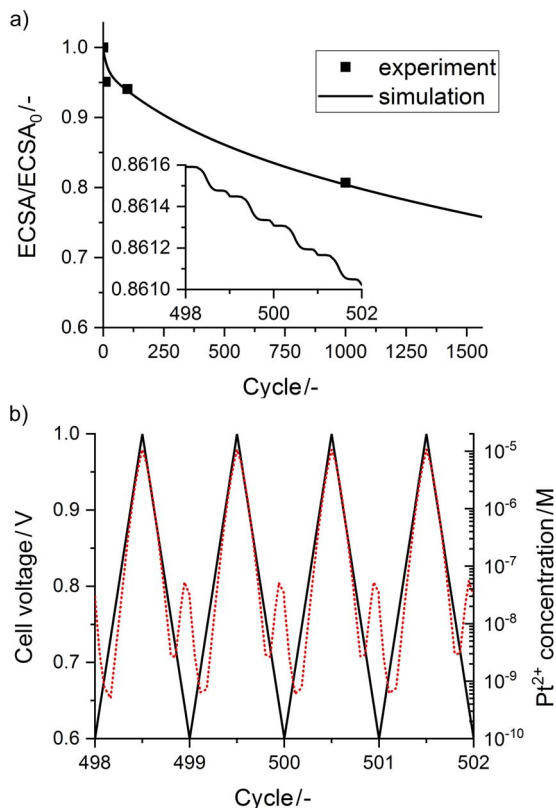 a)
1.0
0.9
0.8
0.7
0.6
ECSA/ECSA₀/-
experiment
simulation
0.8616
0.8614
0.8612
0.8610
498 500 502
0 250 500 750 1000 1250 1500
Cycle/-
b)
1.0
0.9
0.8
0.7
0.6
Cell voltage/V
10⁻⁵
10⁻⁶
10⁻⁷
10⁻⁸
10⁻⁹
10⁻¹⁰
Pt²⁺ concentration/M
498 499 500 501 502
Cycle/-